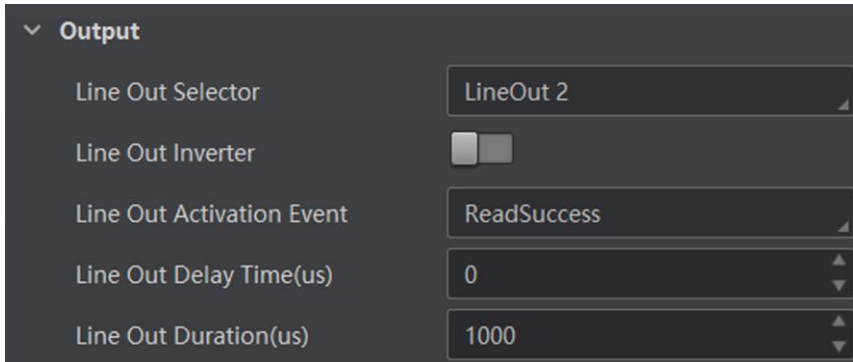 Output
Line Out Selector LineOut 2
Line Out Inverter
Line Out Activation Event ReadSuccess
Line Out Delay Time(us) 0
Line Out Duration(us) 1000